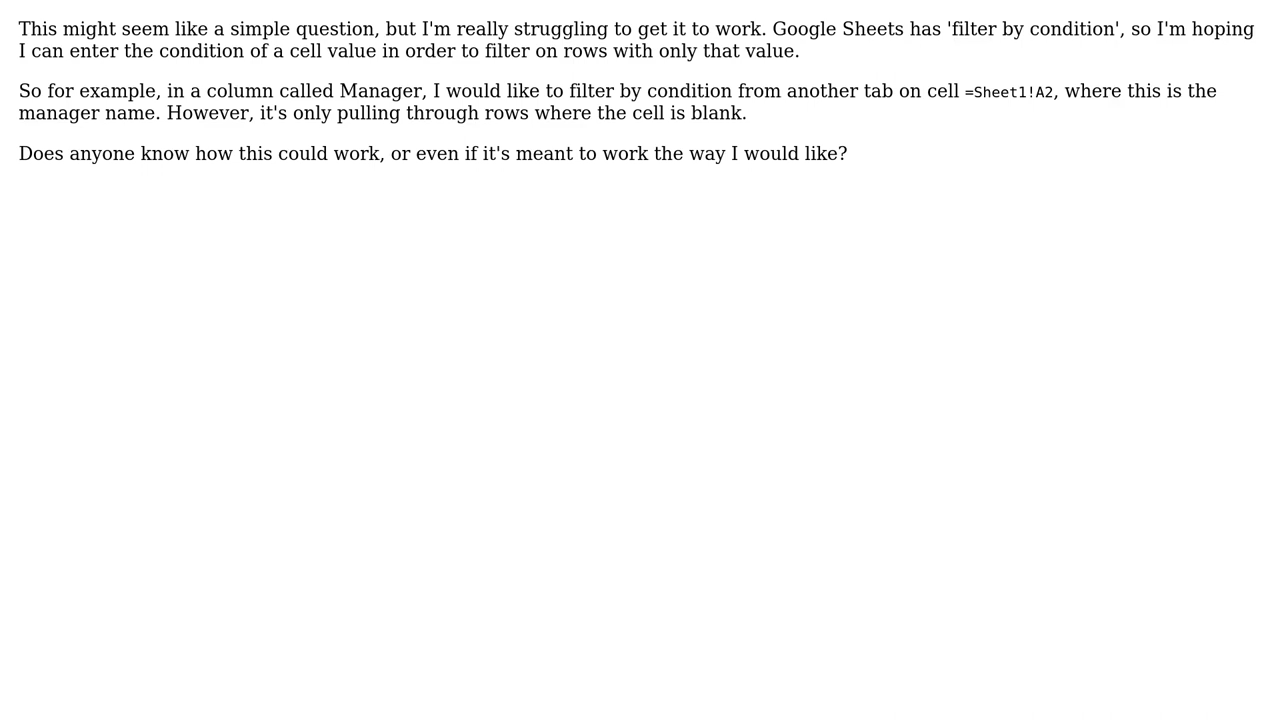 This might seem like a simple question, but I'm really struggling to get it to work. Google Sheets has 'filter by condition', so I'm hoping
I can enter the condition of a cell value in order to filter on rows with only that value.
So for example, in a column called Manager, I would like to filter by condition from another tab on cell =Sheet1!A2, where this is the
manager name. However, it's only pulling through rows where the cell is blank.
Does anyone know how this could work, or even if it's meant to work the way I would like?